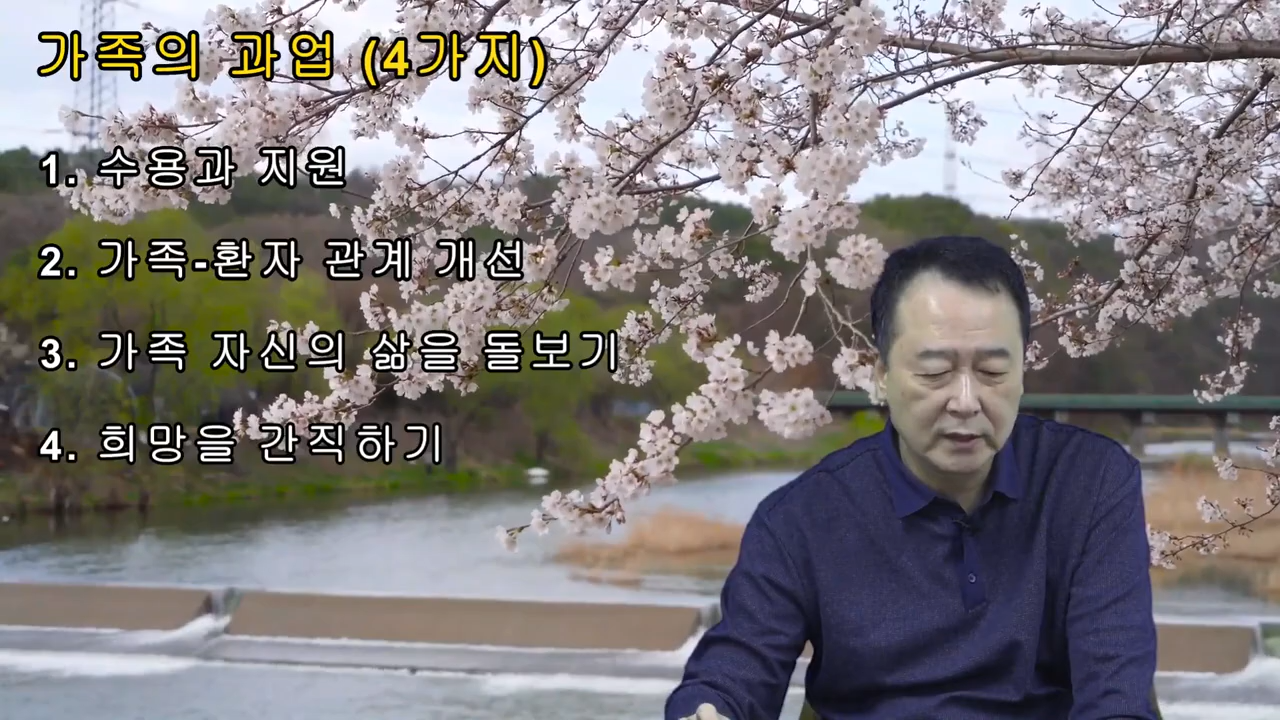 가족의 과업 (4가지)
1. 수용과 지원
2. 가족-환자 관계 개선
3. 가족 자신의 삶을 돌보기
4. 희망을 간직하기